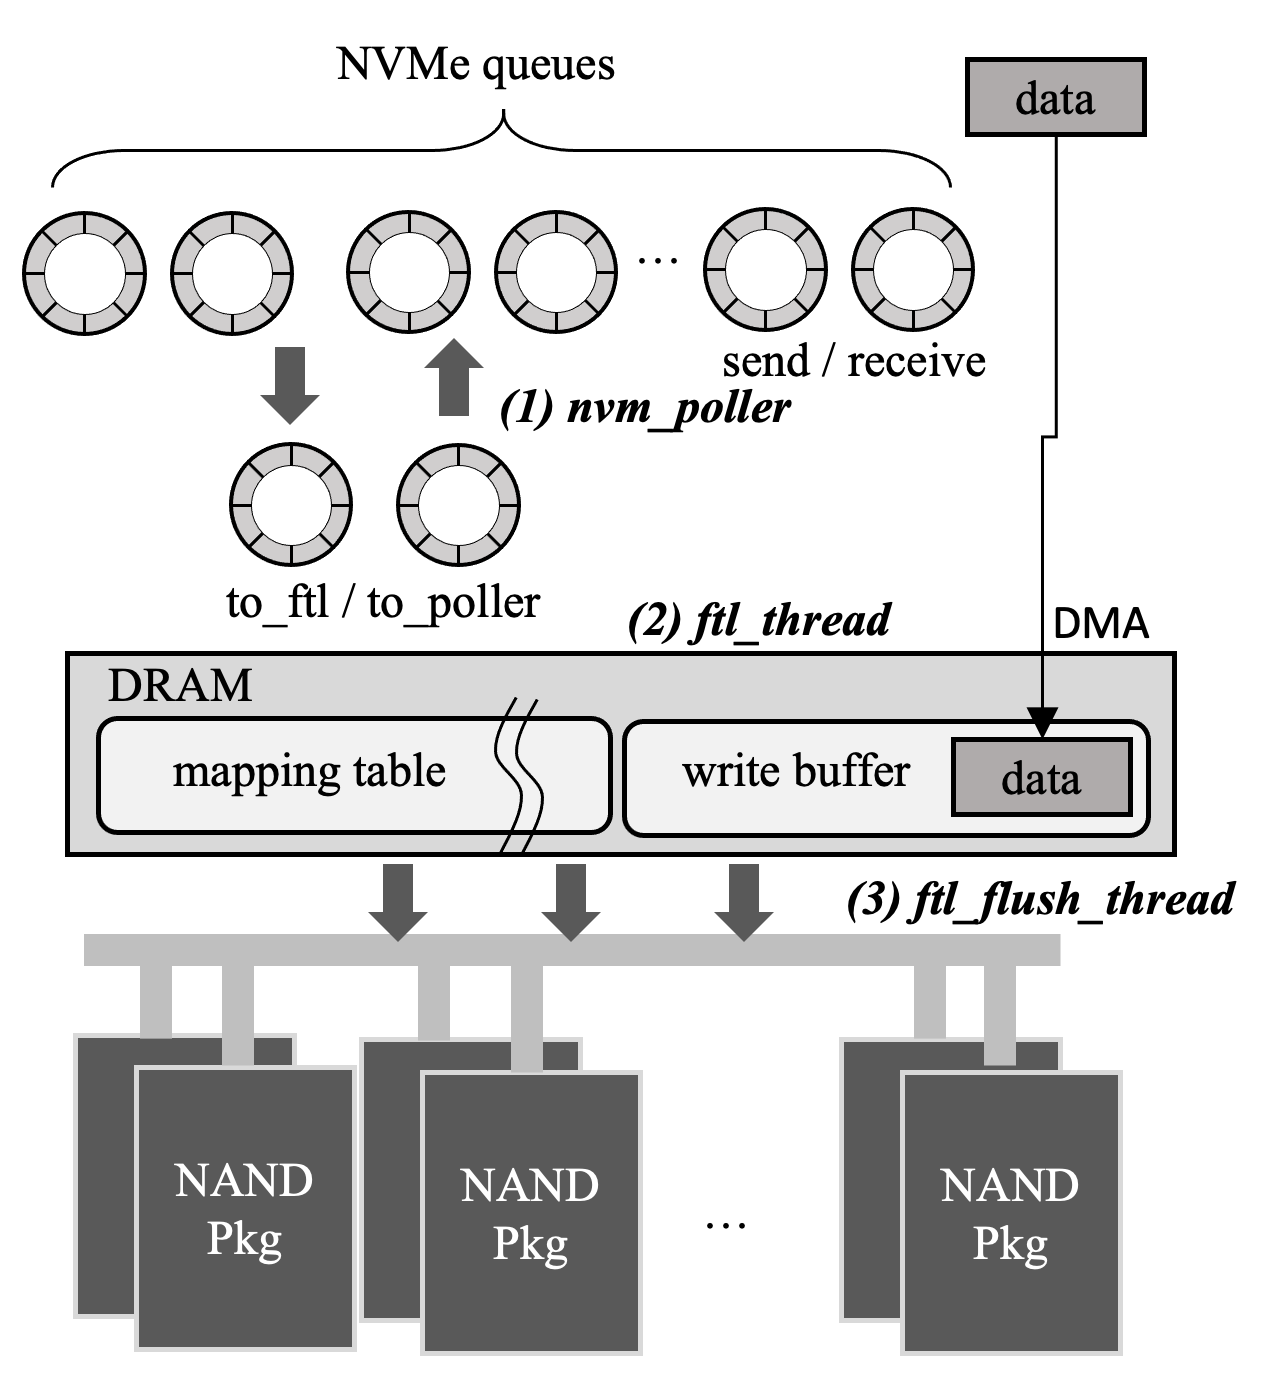 NVMe queues
data
...
send / receive
(1) nvm_poller
to_ftl / to_poller
(2) ftl_thread
DMA
DRAM
mapping table
write buffer
data
(3) ftl_flush_thread
NAND
Pkg
NAND
Pkg
...
NAND
Pkg